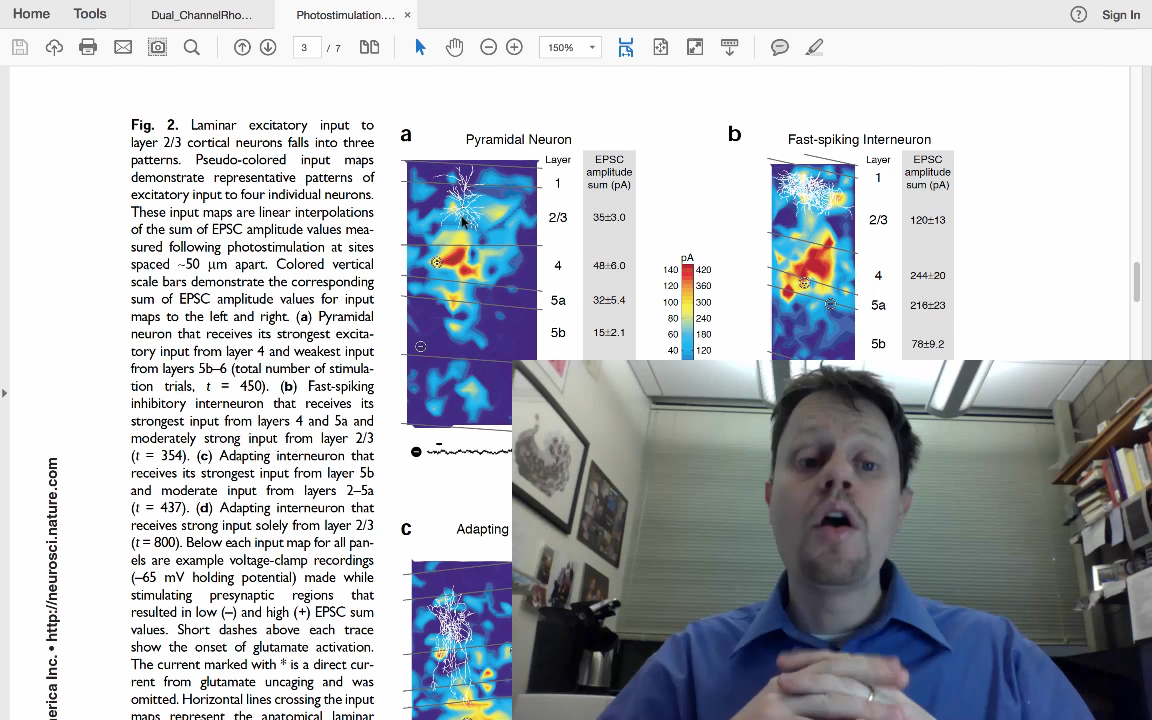 Home Tools Dual_ChannelRho... Photostimulation.... × ? Sign In
3 / 7 150%
Fig. 2. Laminar excitatory input to
layer 2/3 cortical neurons falls into three
patterns. Pseudo-colored input maps
demonstrate representative patterns of
excitatory input to four individual neurons.
These input maps are linear interpolations
of the sum of EPSC amplitude values mea-
sured following photostimulation at sites
spaced ~50 μm apart. Colored vertical
scale bars demonstrate the corresponding
sum of EPSC amplitude values for input
maps to the left and right. (a) Pyramidal
neuron that receives its strongest excita-
tory input from layer 4 and weakest input
from layers 5b–6 (total number of stimula-
tion trials, t = 450). (b) Fast-spiking
inhibitory interneuron that receives its
strongest input from layers 4 and 5a and
moderately strong input from layer 2/3
(t = 354). (c) Adapting interneuron that
receives its strongest input from layer 5b
and moderate input from layers 2–5a
(t = 437). (d) Adapting interneuron that
receives strong input solely from layer 2/3
(t = 800). Below each input map for all pan-
els are example voltage-clamp recordings
(–65 mV holding potential) made while
stimulating presynaptic regions that
resulted in low (–) and high (+) EPSC sum
values. Short dashes above each trace
show the onset of glutamate activation.
The current marked with * is a direct cur-
rent from glutamate uncaging and was
omitted. Horizontal lines crossing the input
maps represent the anatomical laminar
erica Inc. • http://neurosci.nature.com
a
Pyramidal Neuron
Layer
EPSC
amplitude
sum (pA)
1
2/3 35±3.0
4 48±6.0
5a 32±5.4
5b 15±2.1
pA
140 420
120 360
100 300
80 240
60 180
40 120
b
Fast-spiking Interneuron
Layer
EPSC
amplitude
sum (pA)
1
2/3 120±13
4 244±20
5a 216±23
5b 78±9.2
c
Adapting